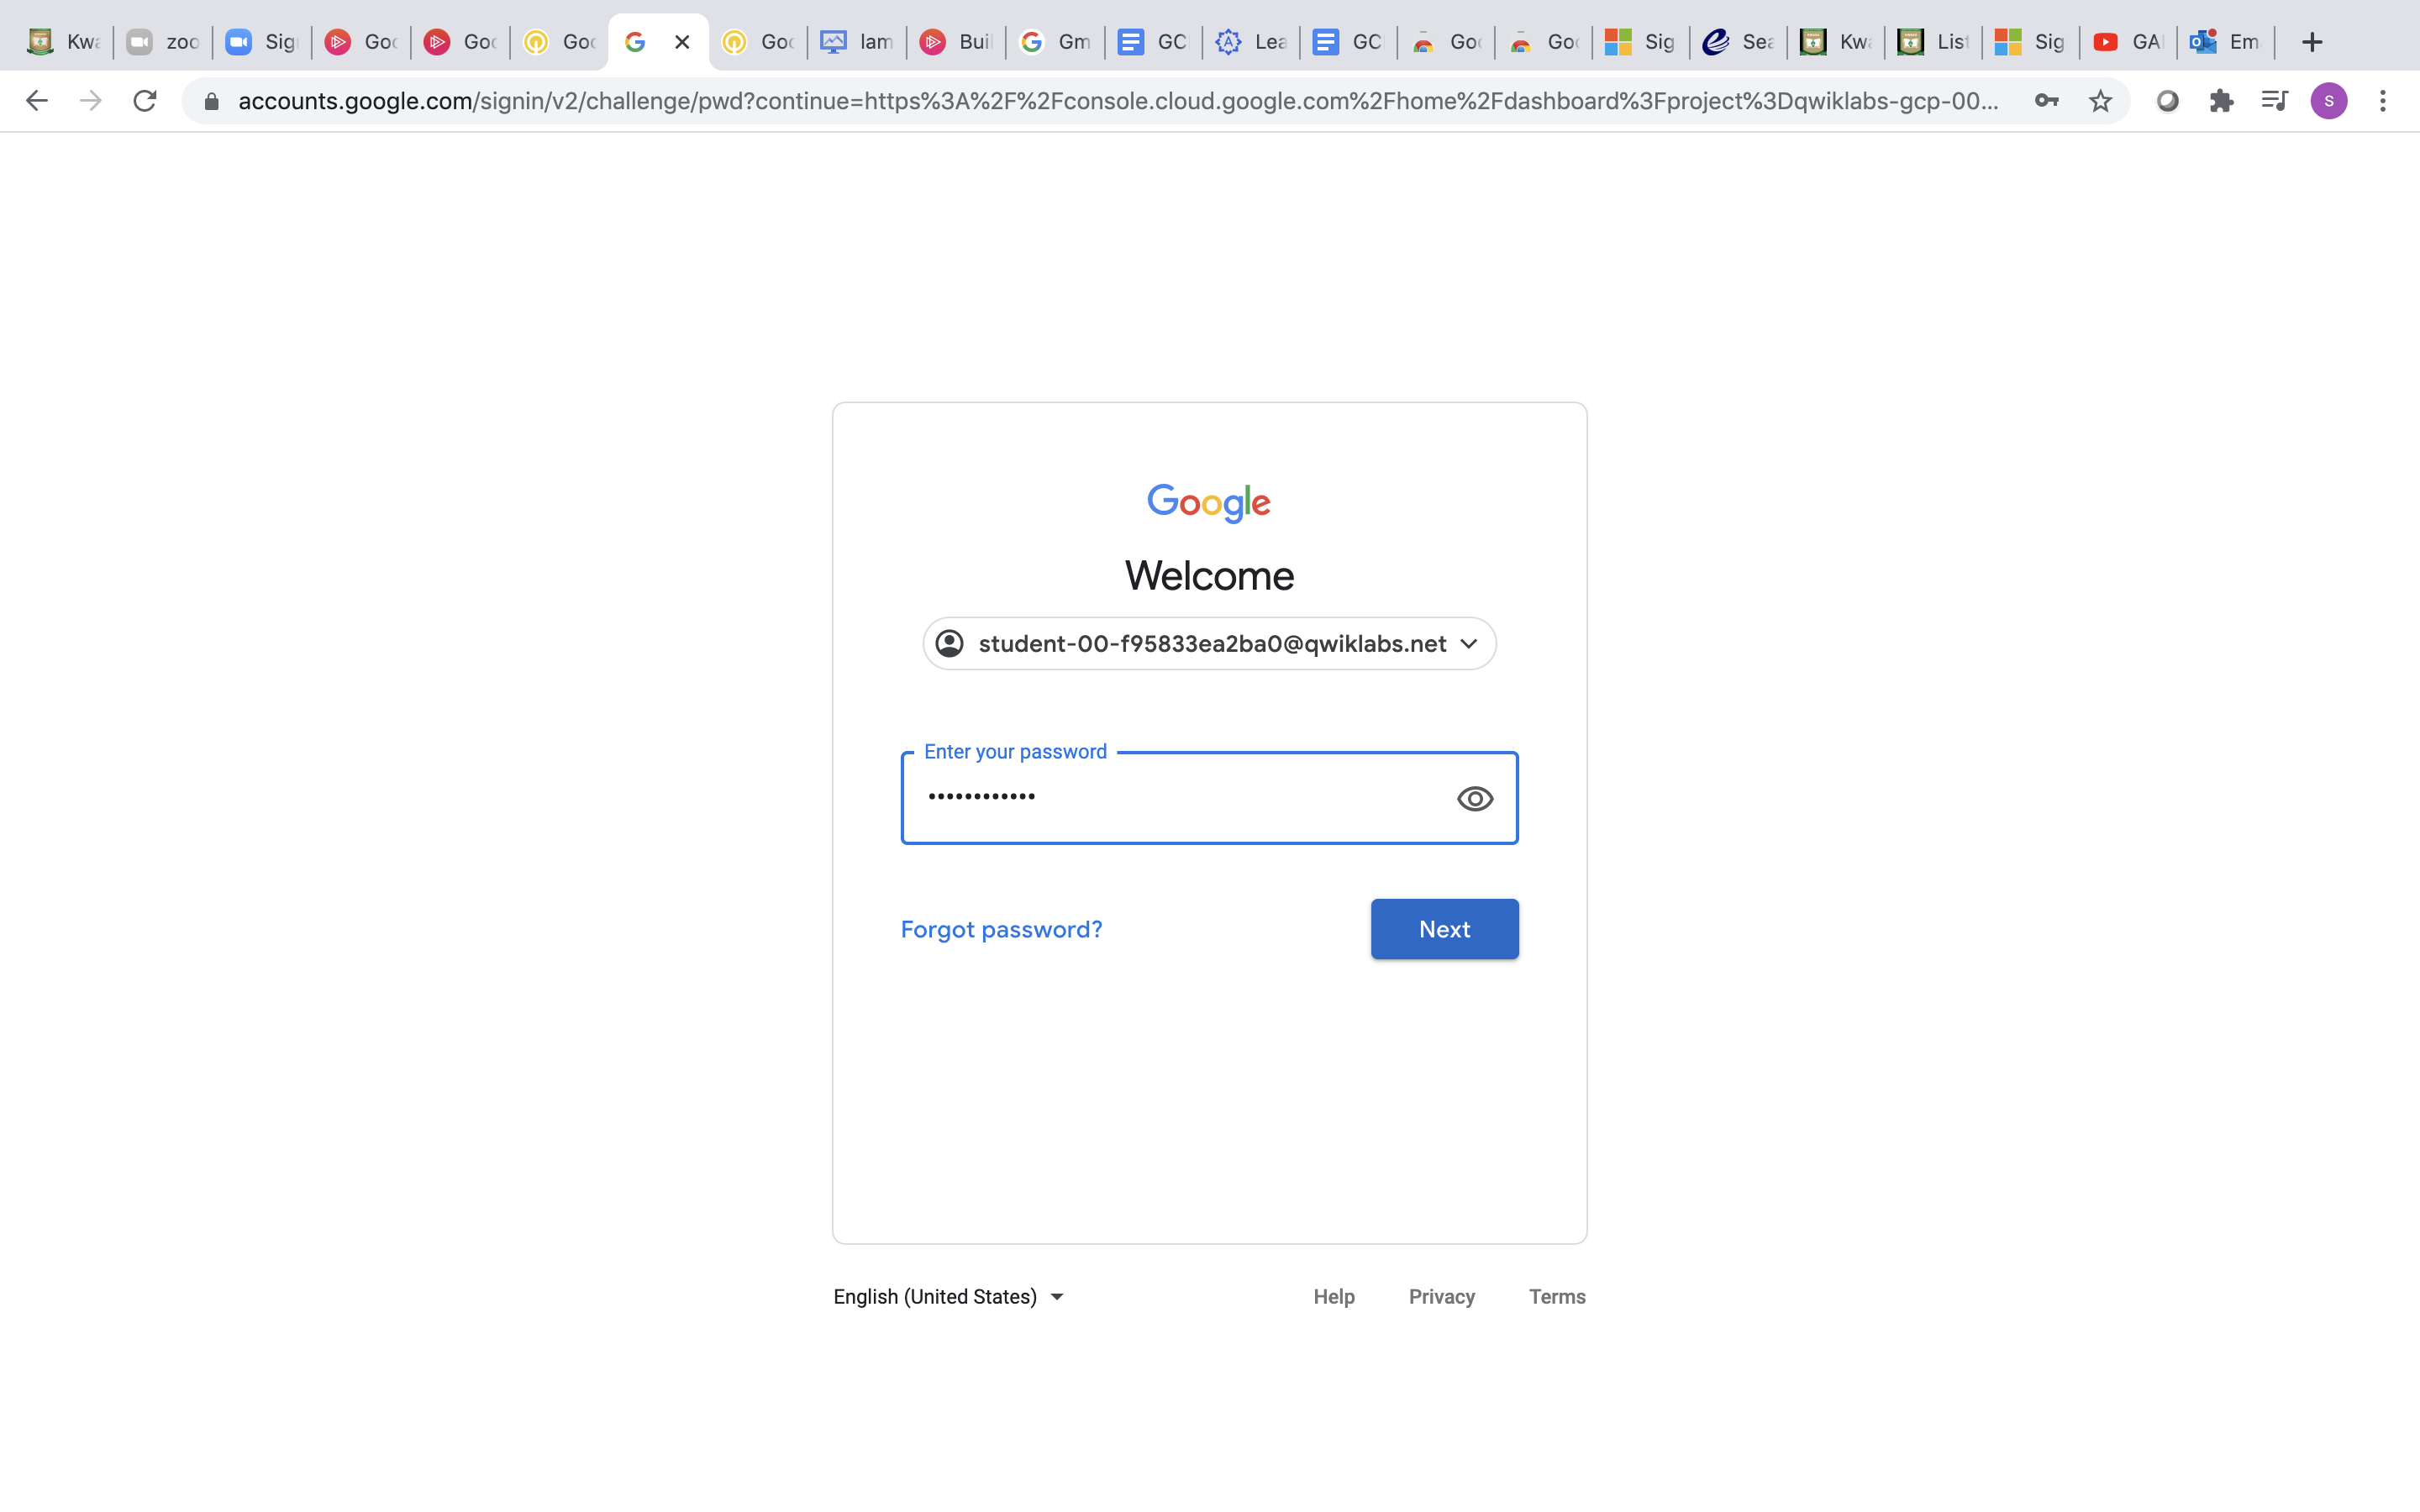 Kwa zoo Sig Goo Goo Goo Goo lam Bui Gm GC Lea GC Goo Goo Sig Sea Kwa List Sig GA Em
accounts.google.com/signin/v2/challenge/pwd?continue=https%3A%2F%2Fconsole.cloud.google.com%2Fhome%2Fdashboard%3Fproject%3Dqwiklabs-gcp-00... S
Google
Welcome
student-00-f95833ea2ba0@qwiklabs.net
Enter your password
••••••••••••
Forgot password? Next
English (United States) Help Privacy Terms